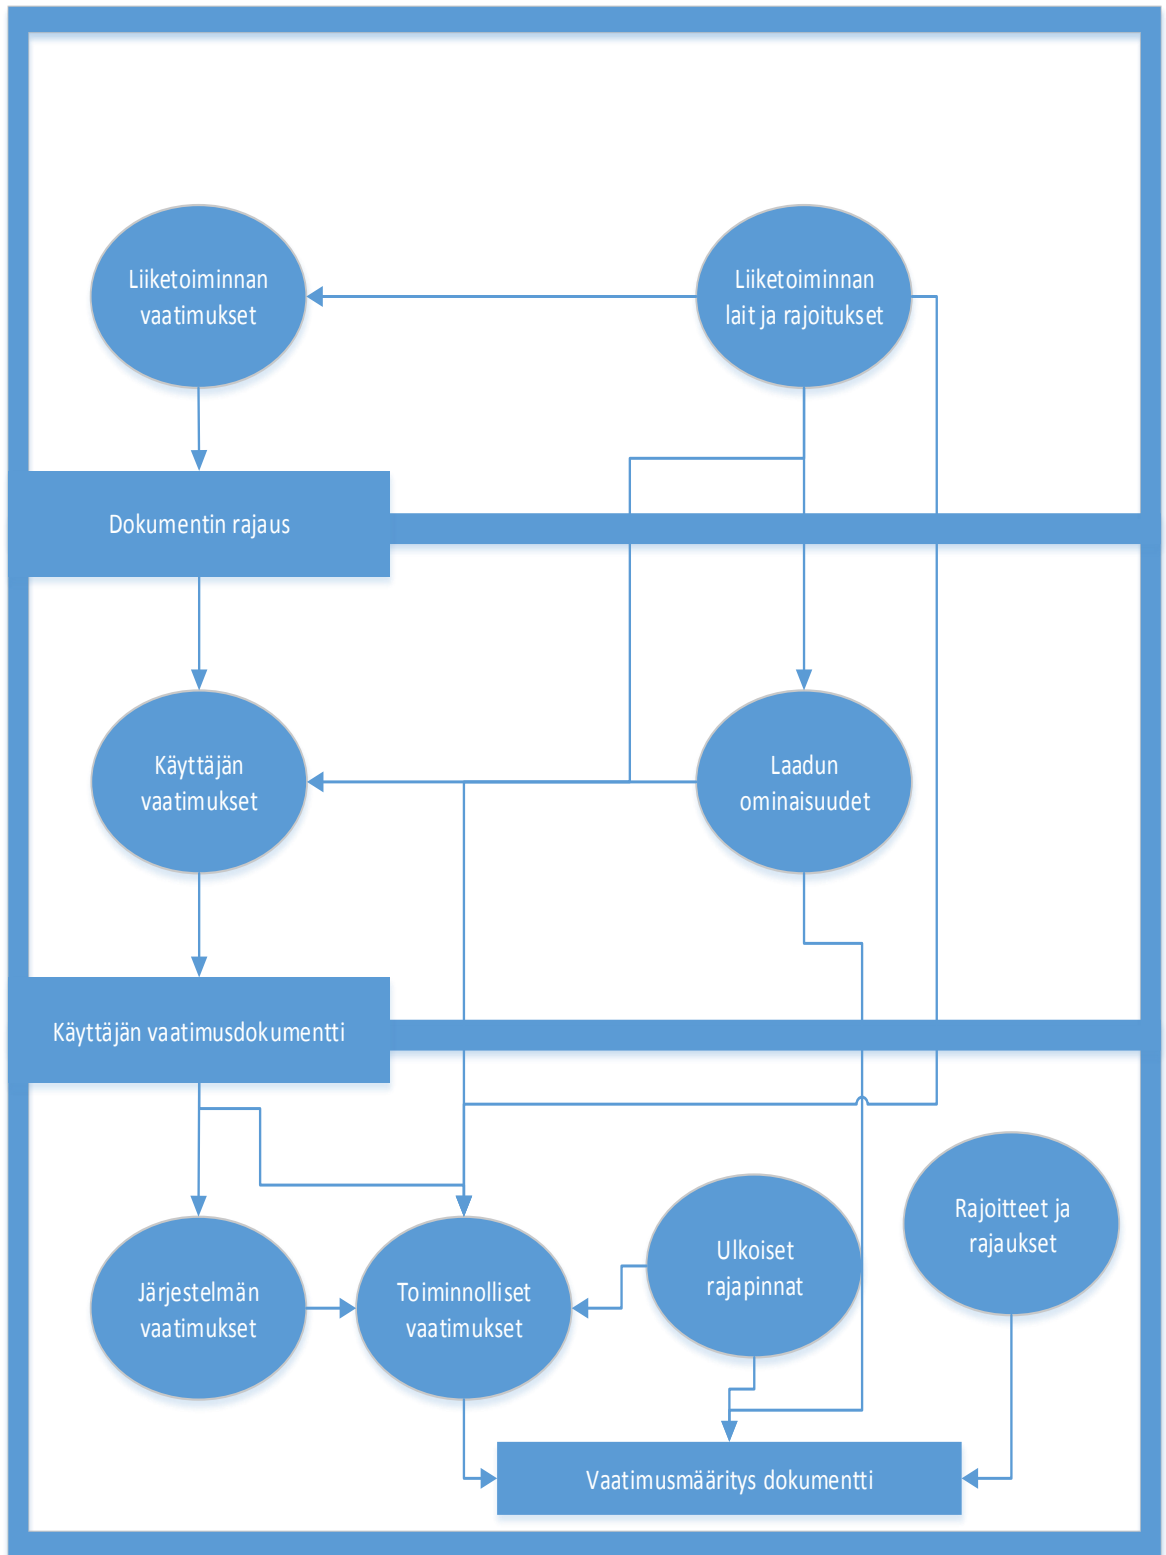 Liiketoiminnan
vaatimukset
Liiketoiminnan
lait ja rajoitukset
Dokumentin rajaus
Käyttäjän
vaatimukset
Laadun
ominaisuudet
Käyttäjän vaatimusdokumentti
Järjestelmän
vaatimukset
Toiminnolliset
vaatimukset
Ulkoiset
rajapinnat
Rajoitteet ja
rajaukset
Vaatimusmääritys dokumentti